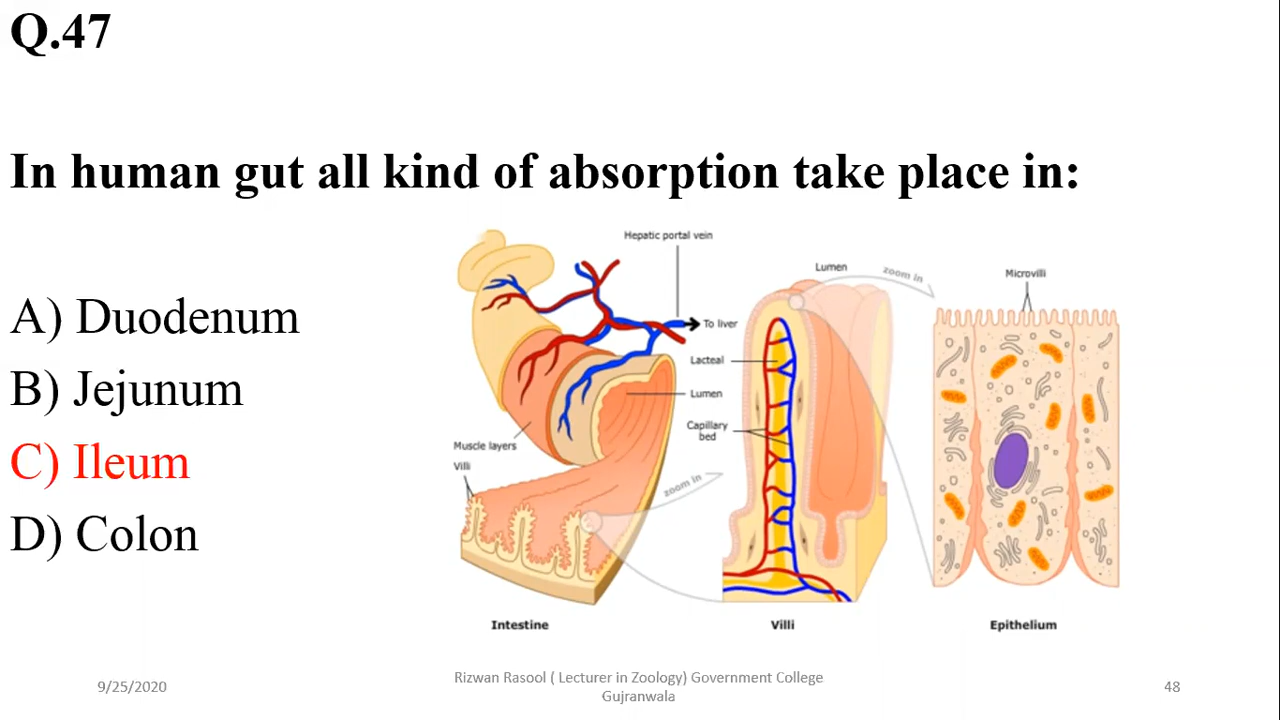 Q.47
In human gut all kind of absorption take place in:
A) Duodenum
B) Jejunum
C) Ileum
D) Colon
Hepatic portal vein
To liver
Lumen
Muscle layers
Villi
zoom in
Intestine
Lumen
zoom in
Lacteal
Capillary
bed
Villi
Microvilli
Epithelium
9/25/2020
Rizwan Rasool ( Lecturer in Zoology) Government College
Gujranwala
48